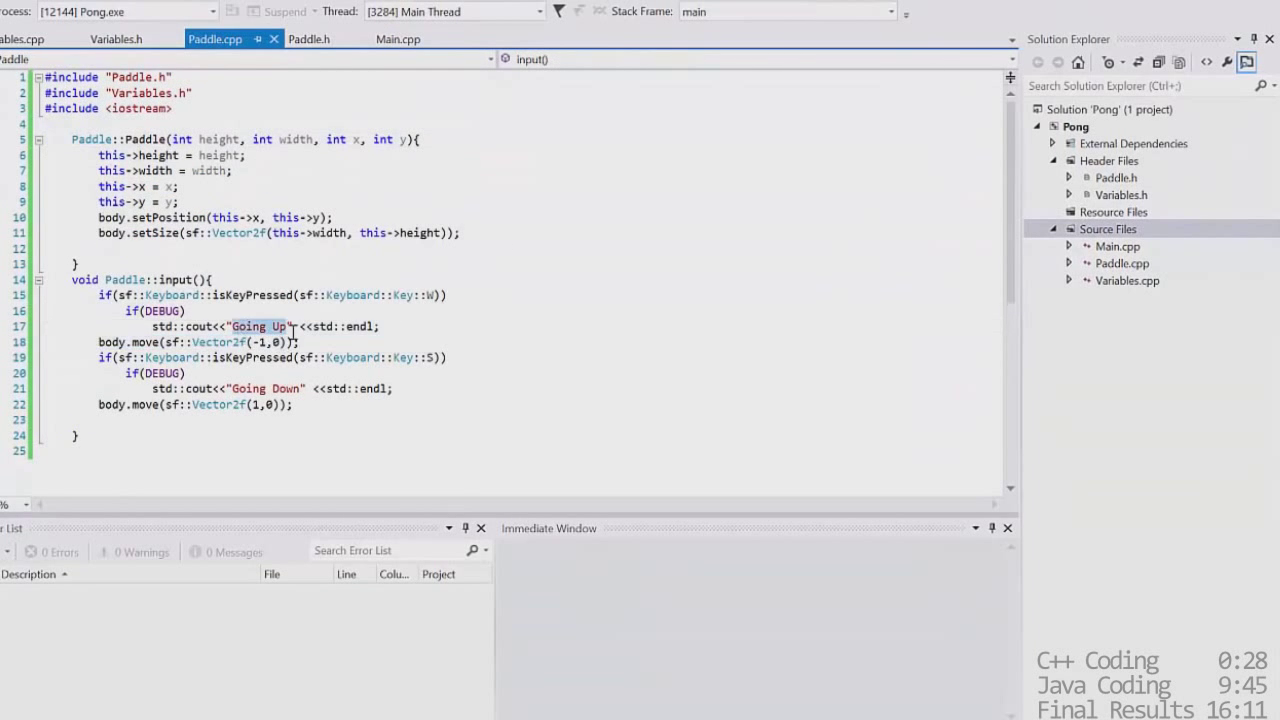 rocess: [12144] Pong.exe Suspend Thread: [3284] Main Thread Stack Frame: main
ables.cpp Variables.h Paddle.cpp Paddle.h Main.cpp
Paddle input()
1 #include "Paddle.h"
2 #include "Variables.h"
3 #include <iostream>
4
5 Paddle::Paddle(int height, int width, int x, int y){
6 this->height = height;
7 this->width = width;
8 this->x = x;
9 this->y = y;
10 body.setPosition(this->x, this->y);
11 body.setSize(sf::Vector2f(this->width, this->height));
12
13 }
14 void Paddle::input(){
15 if(sf::Keyboard::isKeyPressed(sf::Keyboard::Key::W))
16 if(DEBUG)
17 std::cout<<"Going Up" <<std::endl;
18 body.move(sf::Vector2f(-1,0));
19 if(sf::Keyboard::isKeyPressed(sf::Keyboard::Key::S))
20 if(DEBUG)
21 std::cout<<"Going Down" <<std::endl;
22 body.move(sf::Vector2f(1,0));
23
24 }
25
%
Solution Explorer
Search Solution Explorer (Ctrl+;)
Solution 'Pong' (1 project)
Pong
External Dependencies
Header Files
Paddle.h
Variables.h
Resource Files
Source Files
Main.cpp
Paddle.cpp
Variables.cpp
er List
0 Errors 0 Warnings 0 Messages Search Error List
Description File Line Colu... Project
Immediate Window
C++ Coding 0:28
Java Coding 9:45
Final Results 16:11